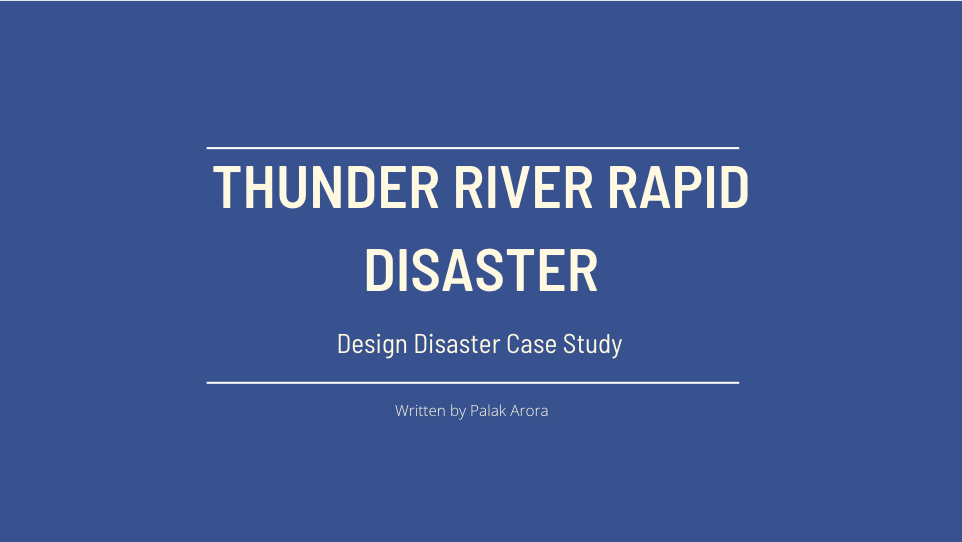 THUNDER RIVER RAPID
DISASTER
Design Disaster Case Study
Written by Palak Arora